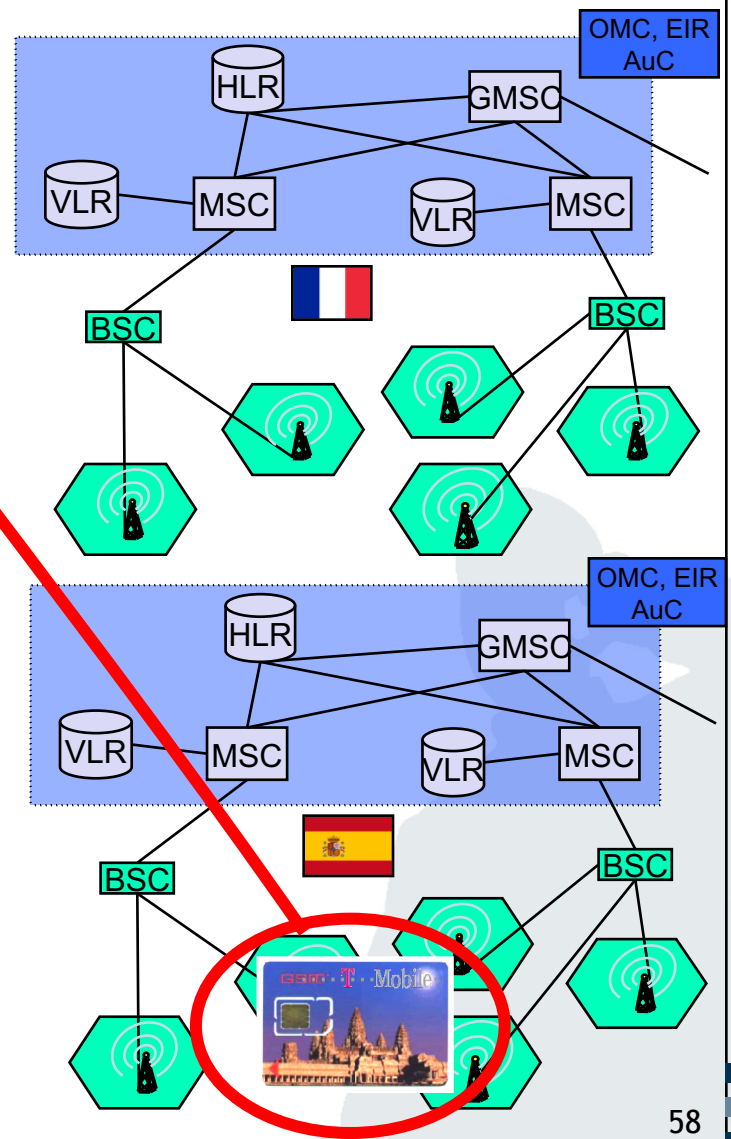 OMC, EIR
AuC
HLR
GMSC
VLR
MSC
VLR
MSC
BSC
BSC
OMC, EIR
AuC
HLR
GMSC
VLR
MSC
VLR
MSC
BSC
BSC
GSM T Mobile
58